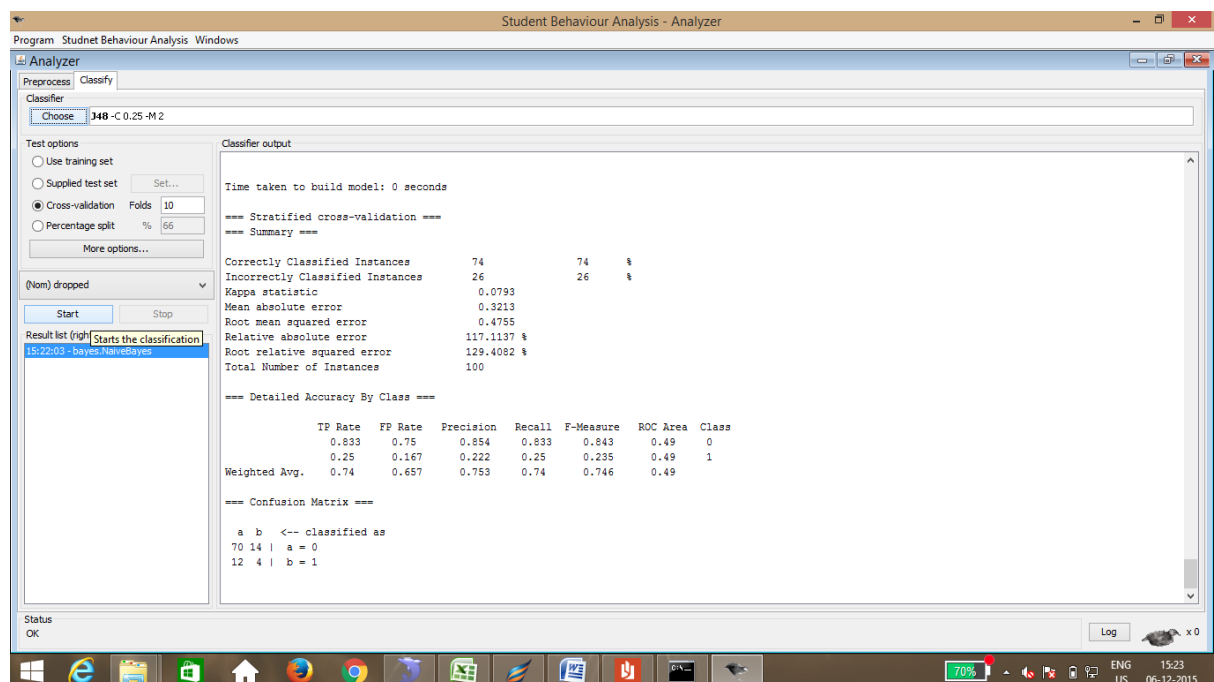 Student Behaviour Analysis - Analyzer
Program Studnet Behaviour Analysis Windows
Analyzer
Preprocess Classify
Classifier
Choose J48 -C 0.25 -M 2
Test options
Use training set
Supplied test set Set...
Cross-validation Folds 10
Percentage split % 66
More options...
(Nom) dropped
Start Stop
Result list (righ
Starts the classification
15:22:03 - bayes.NaiveBayes
Classifier output
Time taken to build model: 0 seconds
=== Stratified cross-validation ===
=== Summary ===
Correctly Classified Instances 74 74 %
Incorrectly Classified Instances 26 26 %
Kappa statistic 0.0793
Mean absolute error 0.3213
Root mean squared error 0.4755
Relative absolute error 117.1137 %
Root relative squared error 129.4082 %
Total Number of Instances 100
=== Detailed Accuracy By Class ===
TP Rate FP Rate Precision Recall F-Measure ROC Area Class
0.833 0.75 0.854 0.833 0.843 0.49 0
0.25 0.167 0.222 0.25 0.235 0.49 1
Weighted Avg. 0.74 0.657 0.753 0.74 0.746 0.49
=== Confusion Matrix ===
a b <-- classified as
70 14 | a = 0
12 4 | b = 1
Status
OK
Log x 0
70% ENG 15:23
US 06-12-2015